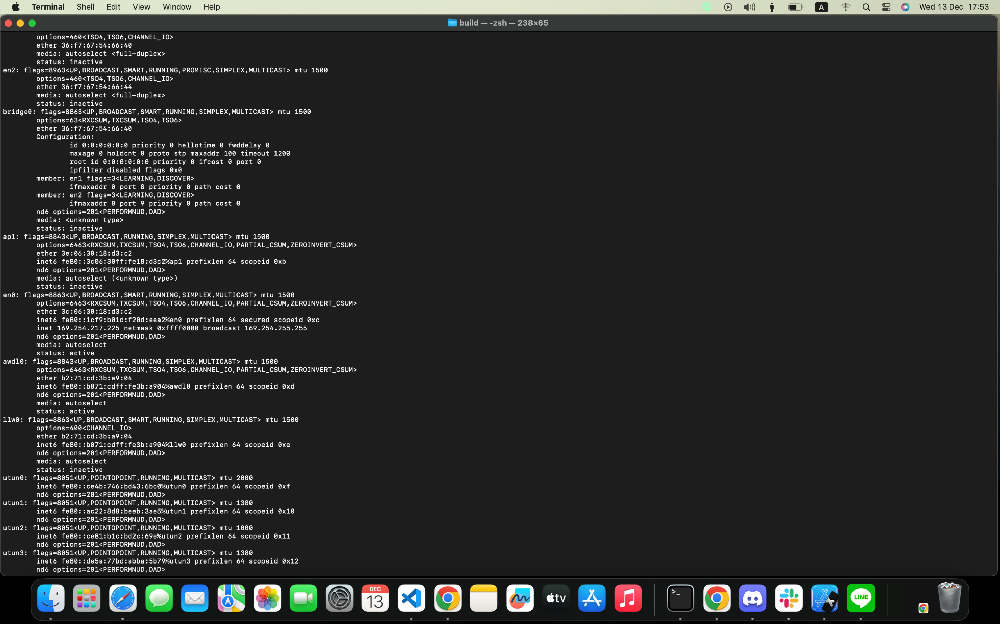 Terminal Shell Edit View Window Help A Wed 13 Dec 17:53
build — -zsh — 238×65
options=460<TSO4,TSO6,CHANNEL_IO>
ether 36:f7:67:54:66:40
media: autoselect <full-duplex>
status: inactive
en2: flags=8963<UP,BROADCAST,SMART,RUNNING,PROMISC,SIMPLEX,MULTICAST> mtu 1500
options=460<TSO4,TSO6,CHANNEL_IO>
ether 36:f7:67:54:66:44
media: autoselect <full-duplex>
status: inactive
bridge0: flags=8863<UP,BROADCAST,SMART,RUNNING,SIMPLEX,MULTICAST> mtu 1500
options=63<RXCSUM,TXCSUM,TSO4,TSO6>
ether 36:f7:67:54:66:40
Configuration:
id 0:0:0:0:0:0 priority 0 hellotime 0 fwddelay 0
maxage 0 holdcnt 0 proto stp maxaddr 100 timeout 1200
root id 0:0:0:0:0:0 priority 0 ifcost 0 port 0
ipfilter disabled flags 0x0
member: en1 flags=3<LEARNING,DISCOVER>
ifmaxaddr 0 port 8 priority 0 path cost 0
member: en2 flags=3<LEARNING,DISCOVER>
ifmaxaddr 0 port 9 priority 0 path cost 0
nd6 options=201<PERFORMNUD,DAD>
media: <unknown type>
status: inactive
ap1: flags=8843<UP,BROADCAST,RUNNING,SIMPLEX,MULTICAST> mtu 1500
options=6463<RXCSUM,TXCSUM,TSO4,TSO6,CHANNEL_IO,PARTIAL_CSUM,ZEROINVERT_CSUM>
ether 3e:06:30:18:d3:c2
inet6 fe80::3c06:30ff:fe18:d3c2%ap1 prefixlen 64 scopeid 0xb
nd6 options=201<PERFORMNUD,DAD>
media: autoselect (<unknown type>)
status: inactive
en0: flags=8863<UP,BROADCAST,SMART,RUNNING,SIMPLEX,MULTICAST> mtu 1500
options=6463<RXCSUM,TXCSUM,TSO4,TSO6,CHANNEL_IO,PARTIAL_CSUM,ZEROINVERT_CSUM>
ether 3c:06:30:18:d3:c2
inet6 fe80::1cf9:b01d:f20d:eea2%en0 prefixlen 64 secured scopeid 0xc
inet 169.254.217.225 netmask 0xffff0000 broadcast 169.254.255.255
nd6 options=201<PERFORMNUD,DAD>
media: autoselect
status: active
awdl0: flags=8843<UP,BROADCAST,RUNNING,SIMPLEX,MULTICAST> mtu 1500
options=6463<RXCSUM,TXCSUM,TSO4,TSO6,CHANNEL_IO,PARTIAL_CSUM,ZEROINVERT_CSUM>
ether b2:71:cd:3b:a9:04
inet6 fe80::b071:cdff:fe3b:a904%awdl0 prefixlen 64 scopeid 0xd
nd6 options=201<PERFORMNUD,DAD>
media: autoselect
status: active
llw0: flags=8863<UP,BROADCAST,SMART,RUNNING,SIMPLEX,MULTICAST> mtu 1500
options=400<CHANNEL_IO>
ether b2:71:cd:3b:a9:04
inet6 fe80::b071:cdff:fe3b:a904%llw0 prefixlen 64 scopeid 0xe
nd6 options=201<PERFORMNUD,DAD>
media: autoselect
status: inactive
utun0: flags=8051<UP,POINTOPOINT,RUNNING,MULTICAST> mtu 2000
inet6 fe80::ce4b:746:bd43:6bc0%utun0 prefixlen 64 scopeid 0xf
nd6 options=201<PERFORMNUD,DAD>
utun1: flags=8051<UP,POINTOPOINT,RUNNING,MULTICAST> mtu 1380
inet6 fe80::ac22:8d8:beeb:3ae5%utun1 prefixlen 64 scopeid 0x10
nd6 options=201<PERFORMNUD,DAD>
utun2: flags=8051<UP,POINTOPOINT,RUNNING,MULTICAST> mtu 1000
inet6 fe80::ce81:b1c:bd2c:69e%utun2 prefixlen 64 scopeid 0x11
nd6 options=201<PERFORMNUD,DAD>
utun3: flags=8051<UP,POINTOPOINT,RUNNING,MULTICAST> mtu 1380
inet6 fe80::de5a:77bd:abba:5b79%utun3 prefixlen 64 scopeid 0x12
nd6 options=201<PERFORMNUD,DAD>
DEC
13
tv
>_
LINE